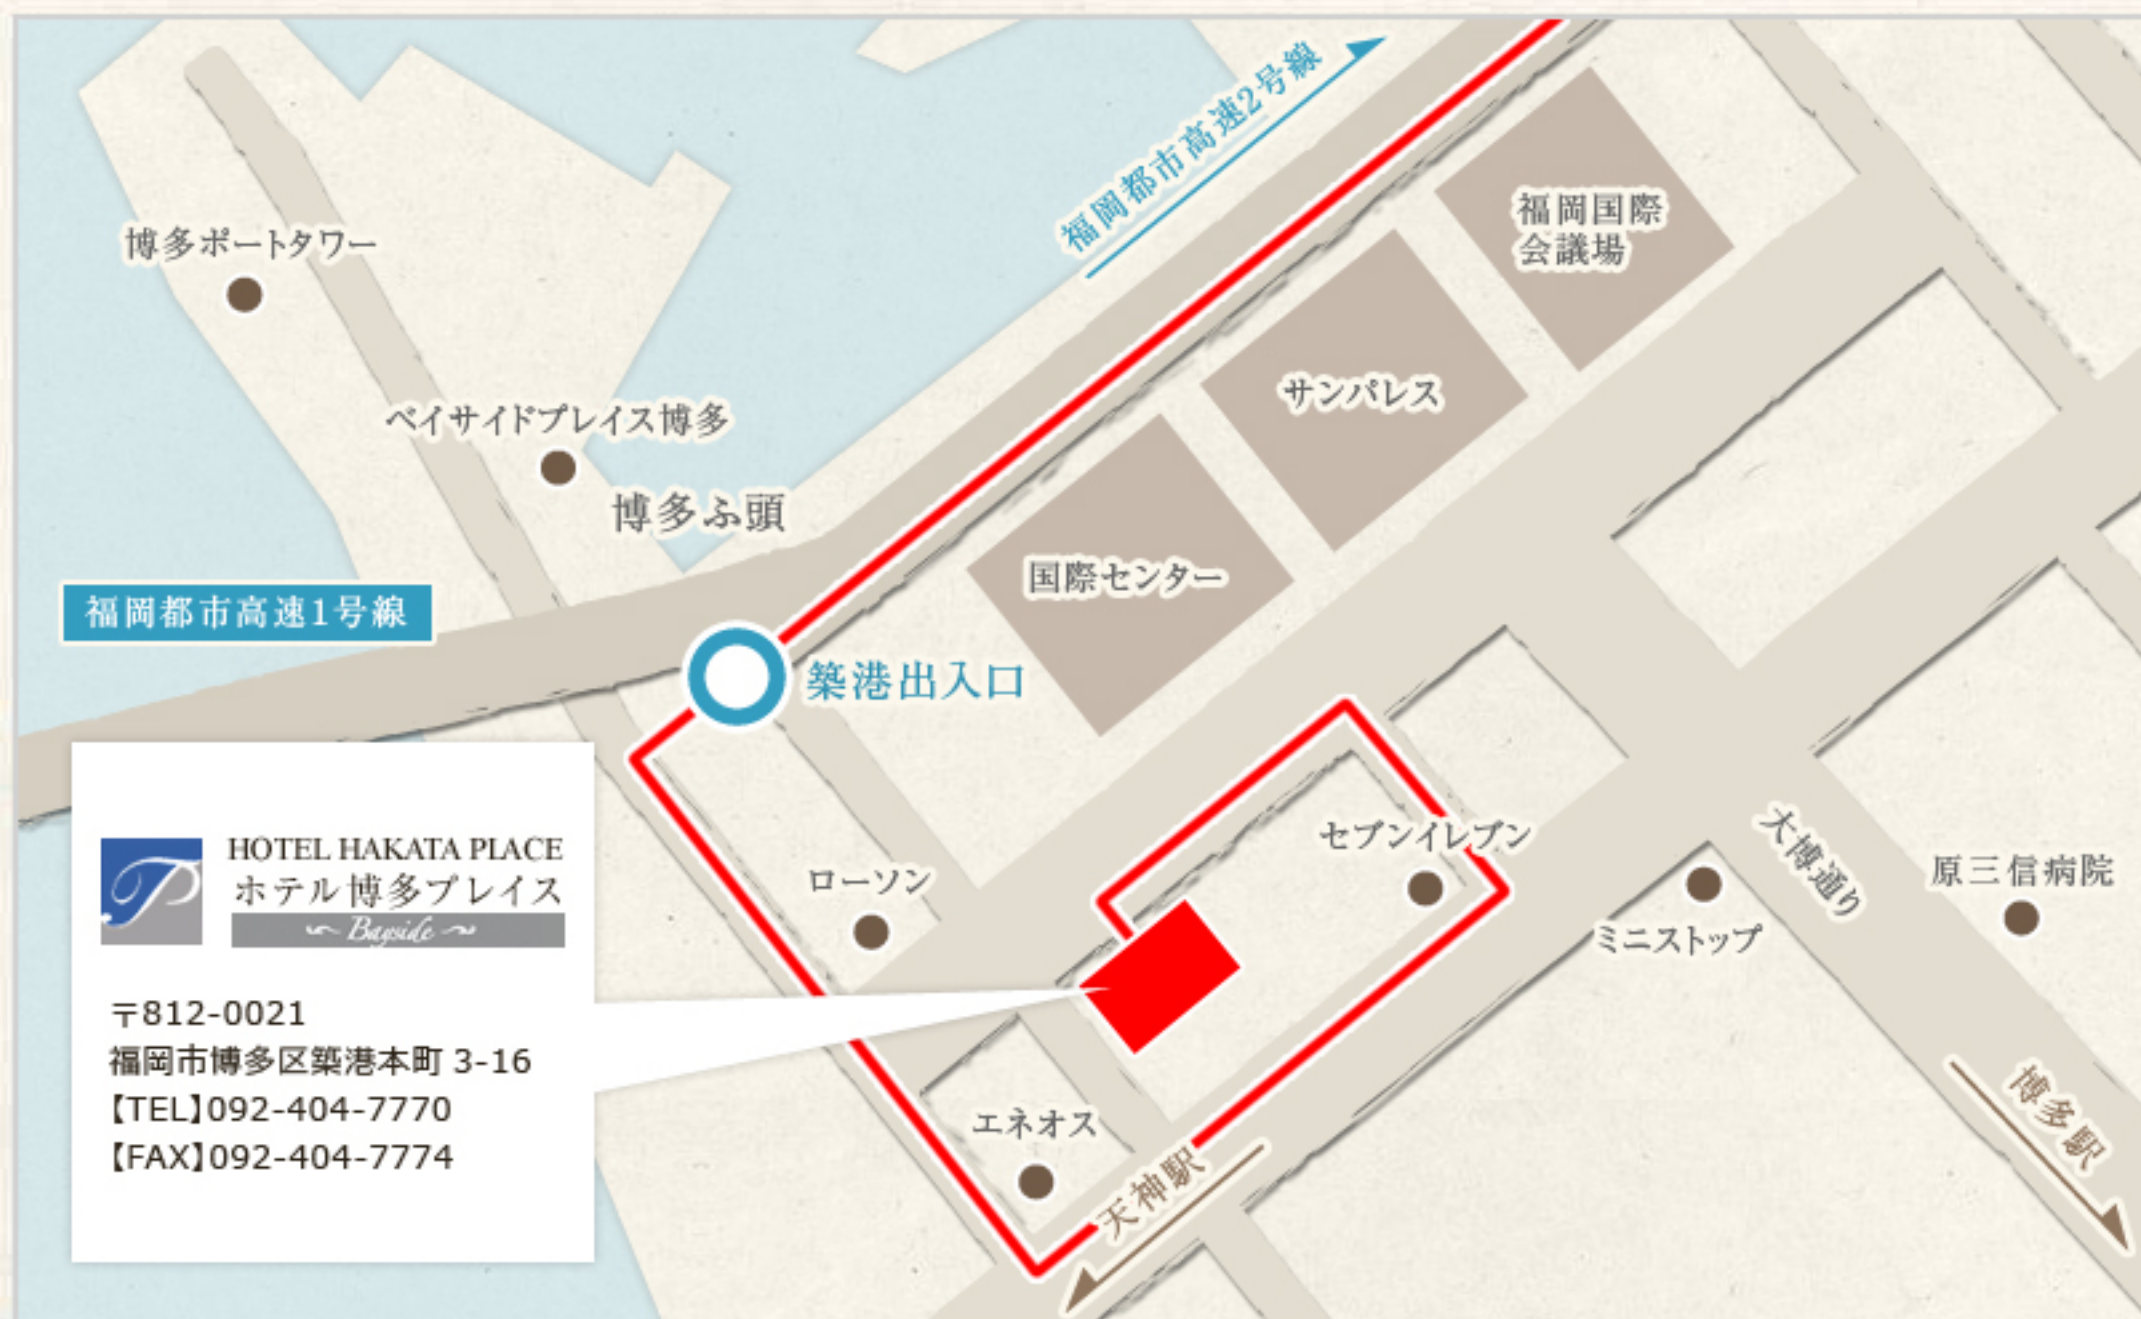 福岡都市高速2号線
福岡国際
会議場
博多ポートタワー
サンパレス
ベイサイドプレイス博多
博多ふ頭
国際センター
福岡都市高速1号線
築港出入口
HOTEL HAKATA PLACE
ホテル博多プレイス
Bayside
〒812-0021
福岡市博多区築港本町 3-16
【TEL】092-404-7770
【FAX】092-404-7774
ローソン
セブンイレブン
ミニストップ
大博通り
原三信病院
エネオス
天神駅
博多駅